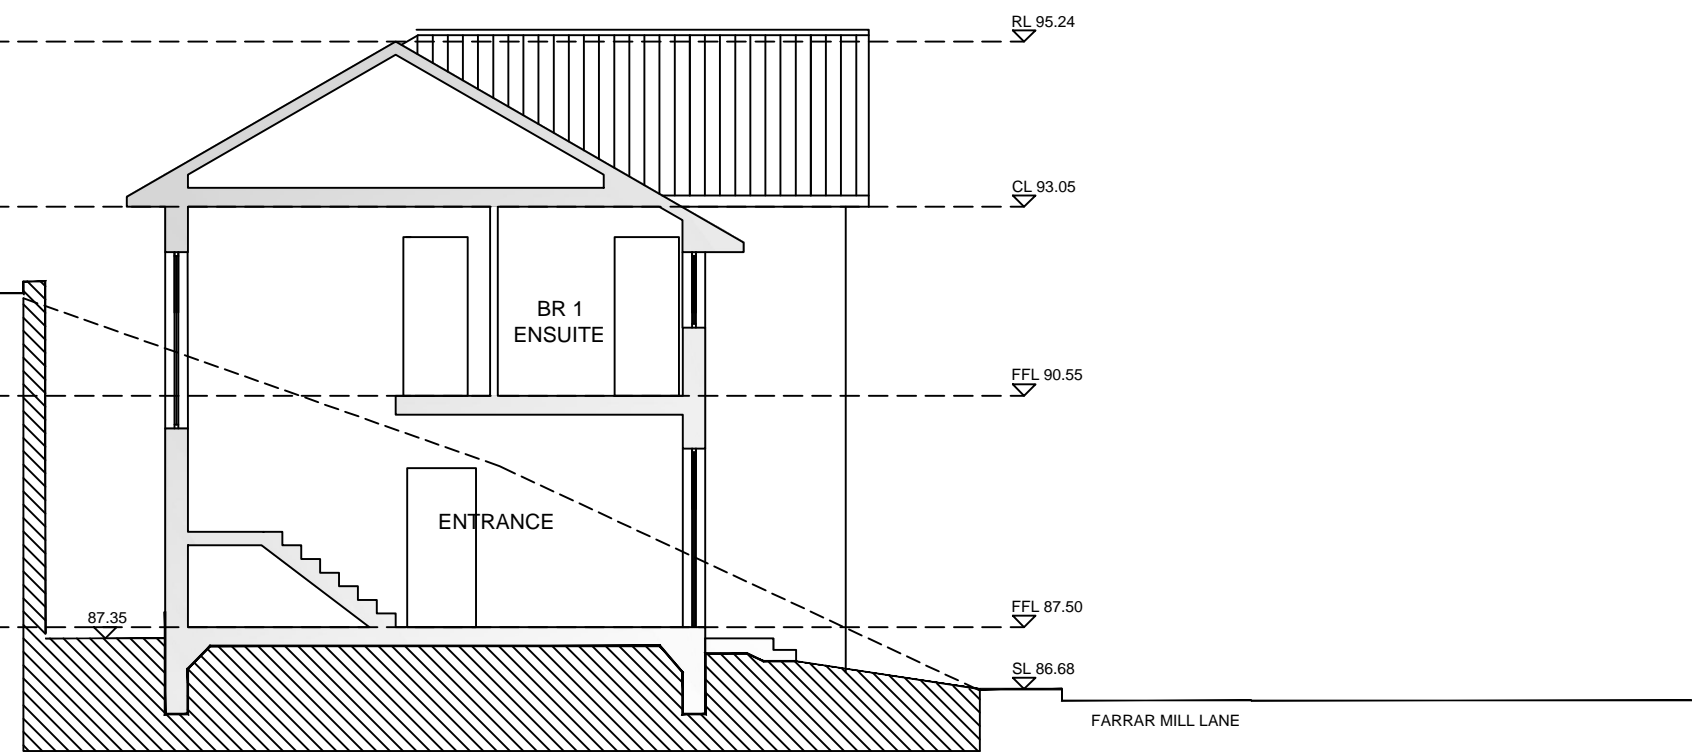 RL 95.24
CL 93.05
BR 1
ENSUITE
FFL 90.55
ENTRANCE
87.35
FFL 87.50
SL 86.68
FARRAR MILL LANE